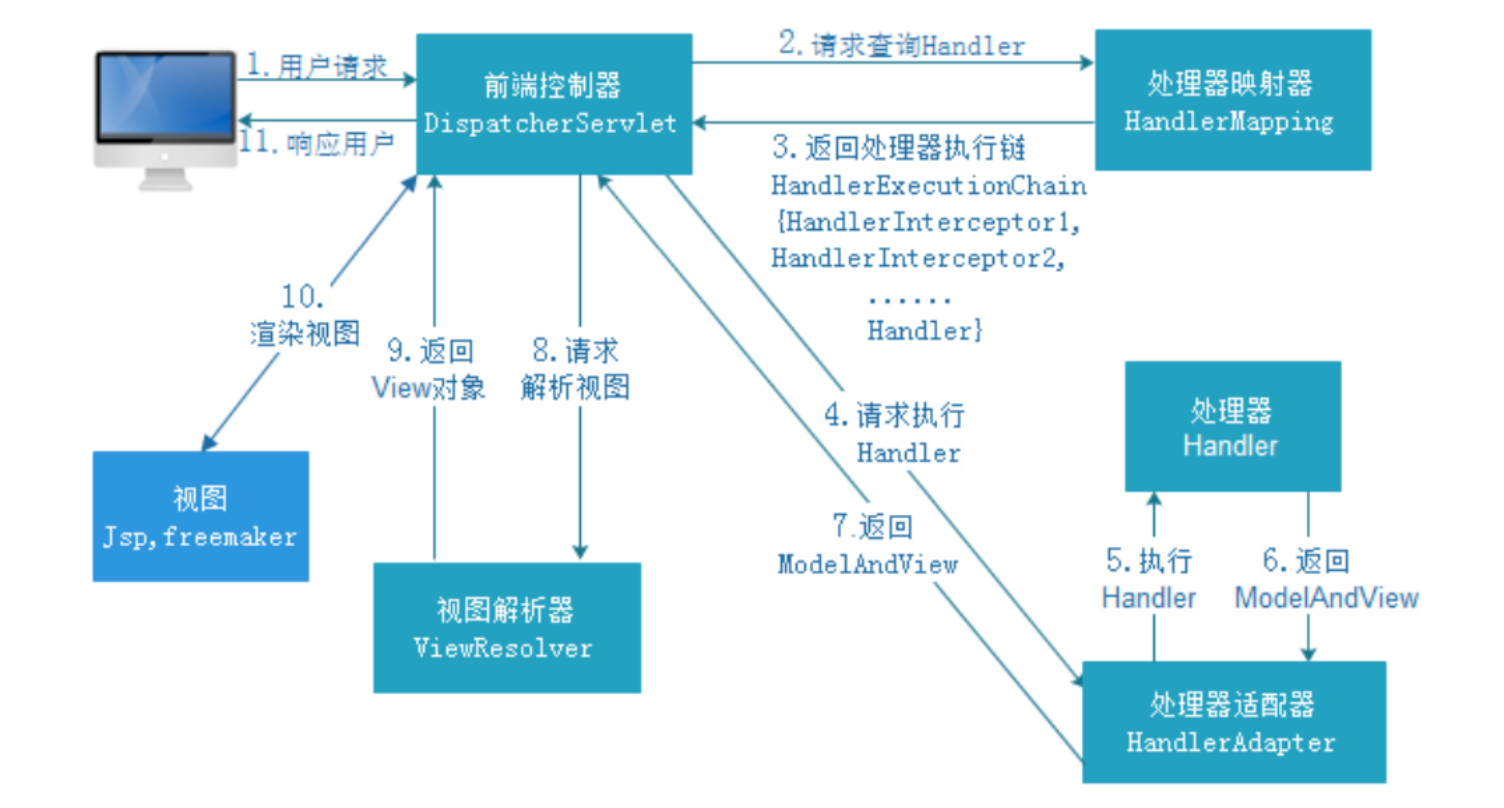 1.用户请求
11.响应用户
前端控制器
DispatcherServlet
2.请求查询Handler
处理器映射器
HandlerMapping
3.返回处理器执行链
HandlerExecutionChain
{HandlerInterceptor1,
HandlerInterceptor2,
......
Handler}
10.
渲染视图
9.返回
View对象
8.请求
解析视图
4.请求执行
Handler
处理器
Handler
视图
Jsp,freemaker
7.返回
ModelAndView
5.执行
Handler
6.返回
ModelAndView
视图解析器
ViewResolver
处理器适配器
HandlerAdapter